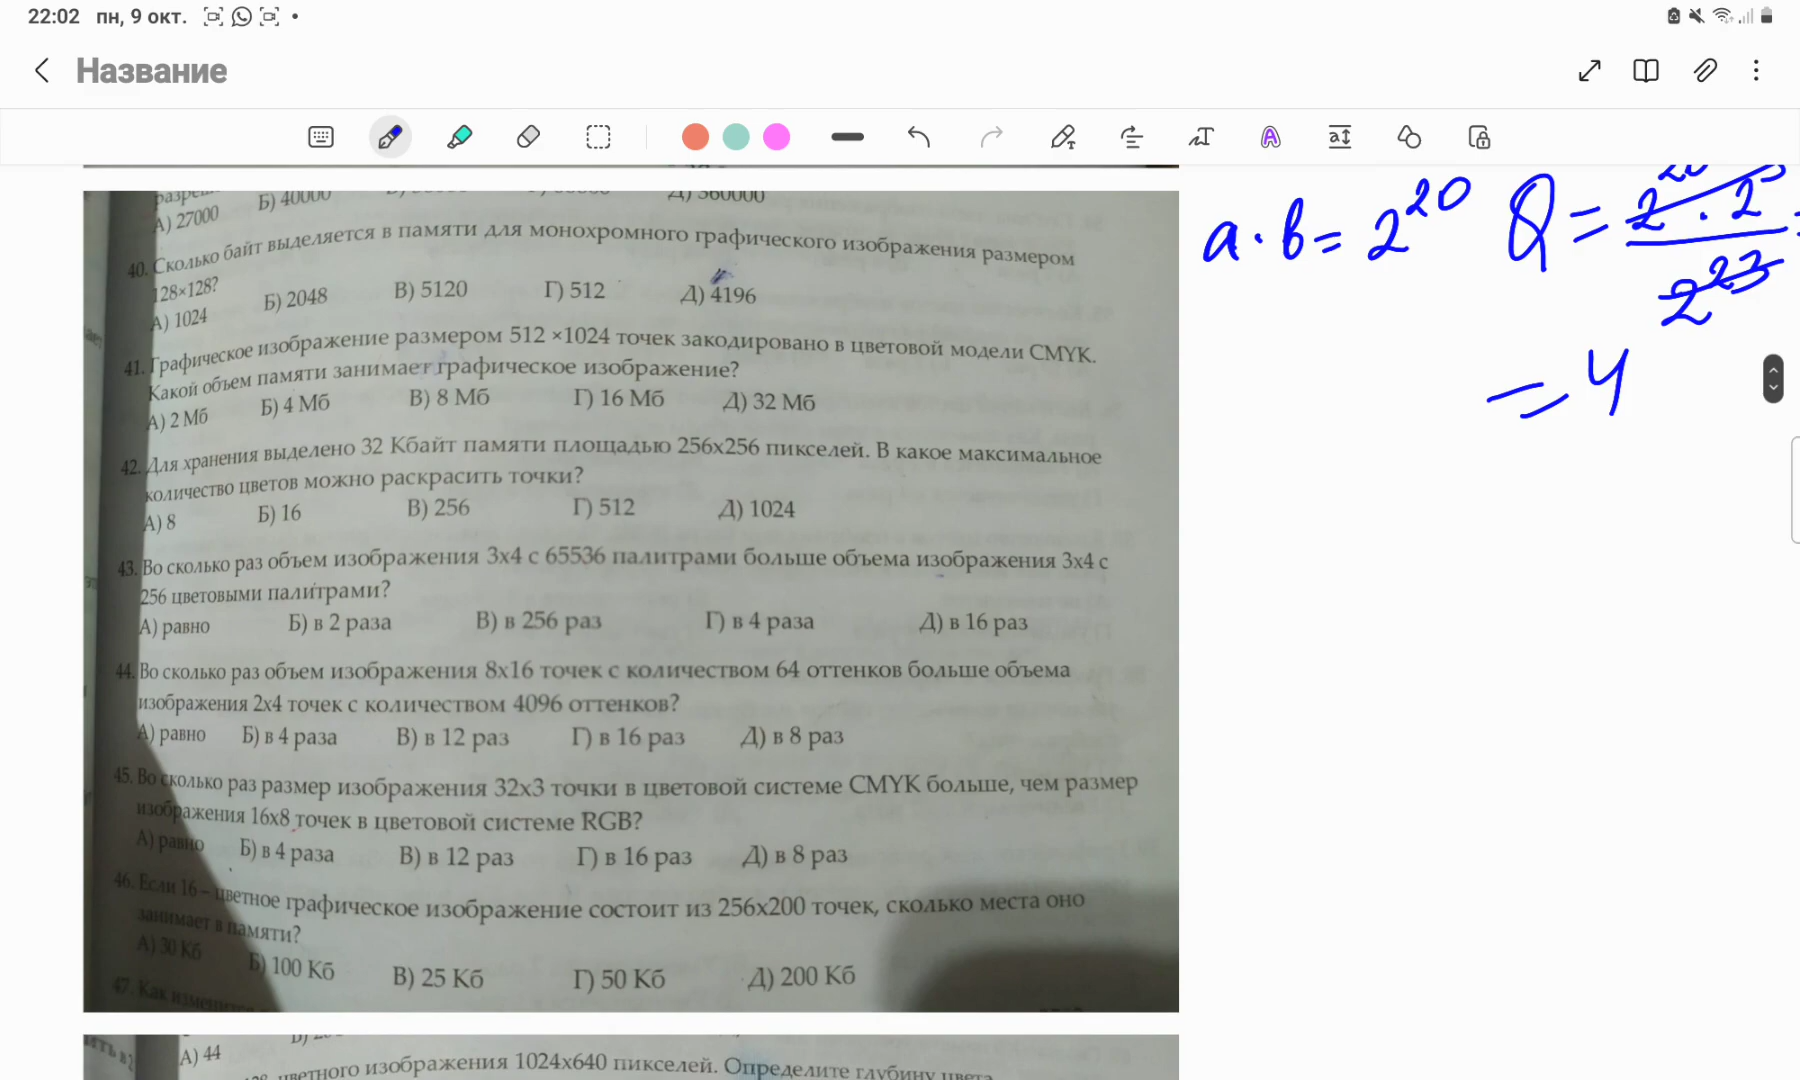 22:02 пн, 9 окт.
Название
А) 27000 Б) 40000 Д) 360000
40. Сколько байт выделяется в памяти для монохромного графического изображения размером
128×128?
А) 1024 Б) 2048 В) 5120 Г) 512 Д) 4196
41. Графическое изображение размером 512 ×1024 точек закодировано в цветовой модели CMYK.
Какой объем памяти занимает графическое изображение?
А) 2 Мб Б) 4 Мб В) 8 Мб Г) 16 Мб Д) 32 Мб
42. Для хранения выделено 32 Кбайт памяти площадью 256x256 пикселей. В какое максимальное
количество цветов можно раскрасить точки?
А) 8 Б) 16 В) 256 Г) 512 Д) 1024
43. Во сколько раз объем изображения 3x4 с 65536 палитрами больше объема изображения 3x4 с
256 цветовыми палитрами?
А) равно Б) в 2 раза В) в 256 раз Г) в 4 раза Д) в 16 раз
44. Во сколько раз объем изображения 8x16 точек с количеством 64 оттенков больше объема
изображения 2x4 точек с количеством 4096 оттенков?
А) равно Б) в 4 раза В) в 12 раз Г) в 16 раз Д) в 8 раз
45. Во сколько раз размер изображения 32x3 точки в цветовой системе CMYK больше, чем размер
изображения 16x8 точек в цветовой системе RGB?
А) равно Б) в 4 раза В) в 12 раз Г) в 16 раз Д) в 8 раз
46. Если 16 – цветное графическое изображение состоит из 256x200 точек, сколько места оно
занимает в памяти?
А) 30 Кб Б) 100 Кб В) 25 Кб Г) 50 Кб Д) 200 Кб
47. Как
А) 44
цветного изображения 1024x640 пикселей. Определите глубину цвета
a · b = 2^20 Q = 2^20 · 2^3 =
2^23
= 4